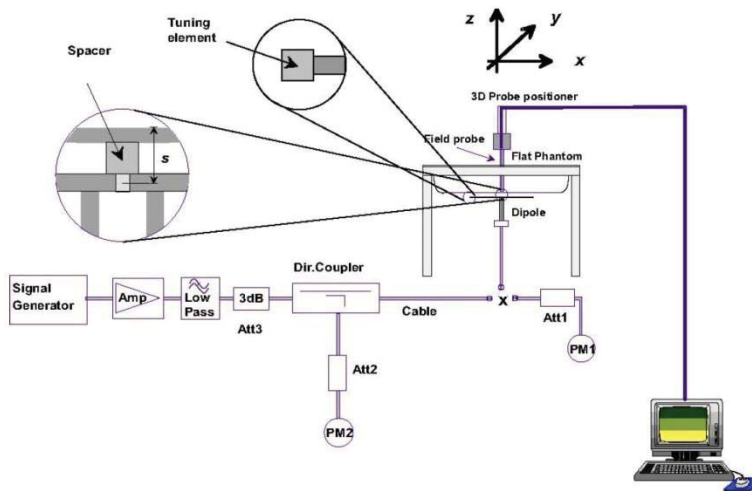 Tuning
element
Spacer
s
z
y
x
3D Probe positioner
Field probe
Flat Phantom
Dipole
Dir.Coupler
Signal
Generator
Amp
Low
Pass
3dB
Att3
Cable
x
Att1
PM1
Att2
PM2